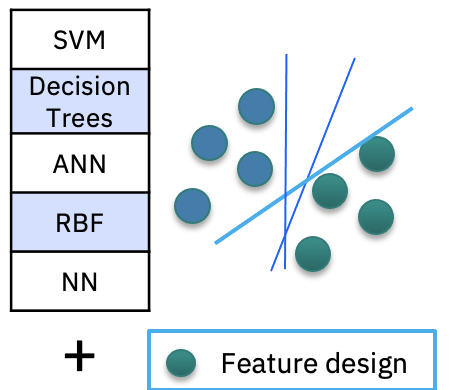 SVM
Decision
Trees
ANN
RBF
NN
+
Feature design